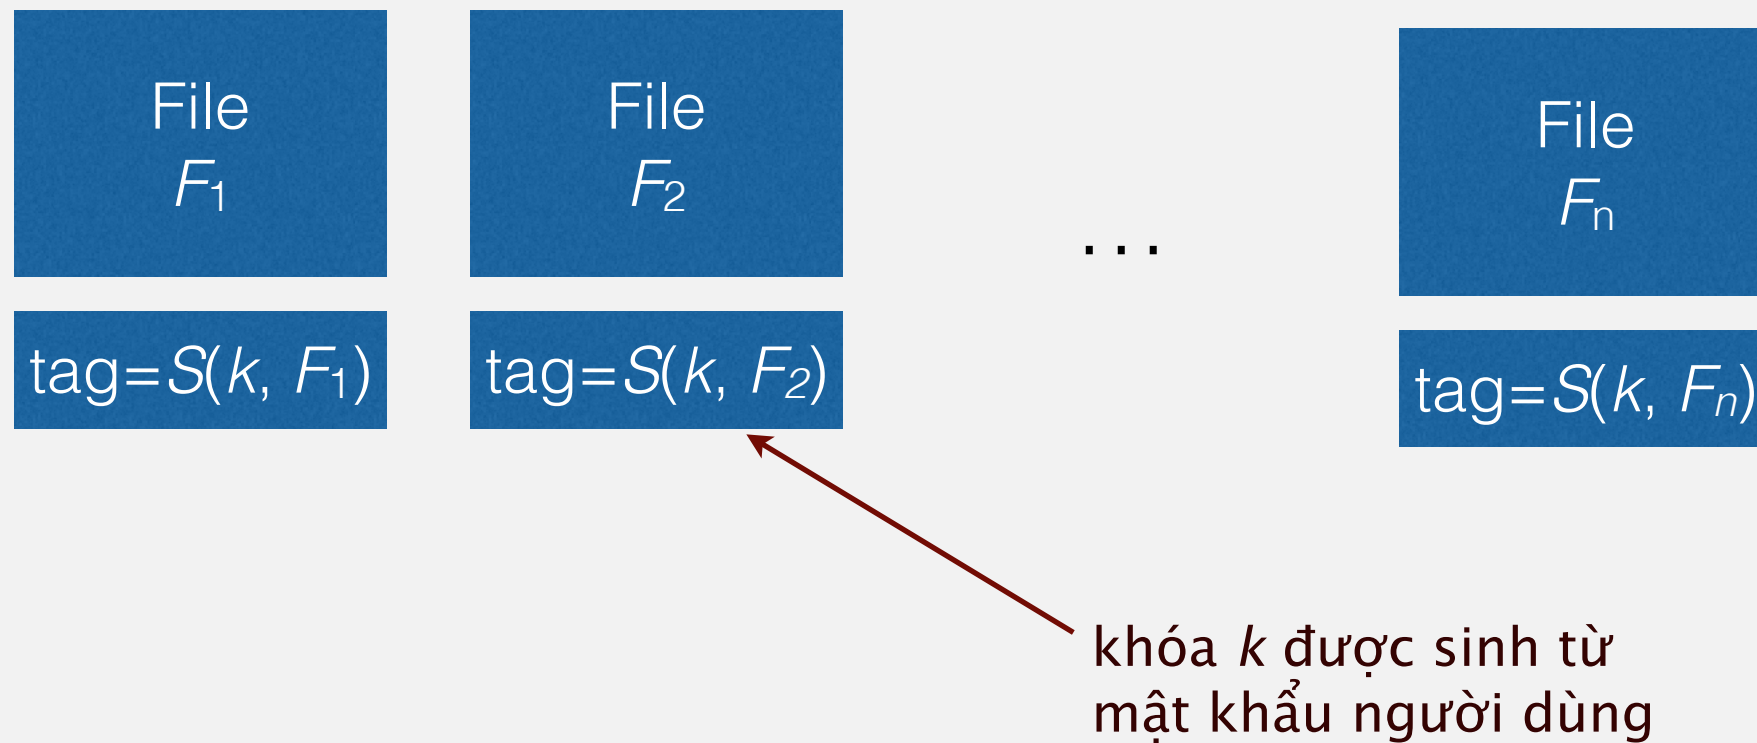 File
F₁
File
F₂
...
File
Fₙ
tag=S(k, F₁)
tag=S(k, F₂)
tag=S(k, Fₙ)
khóa k được sinh từ
mật khẩu người dùng